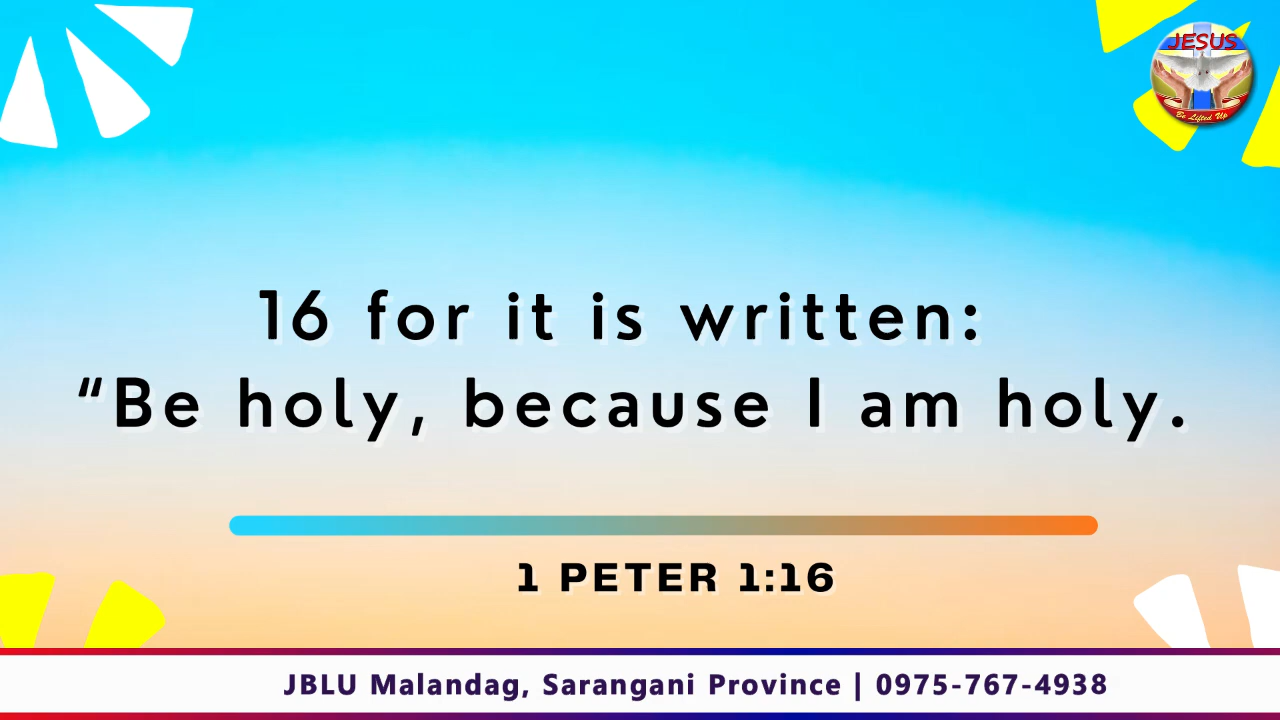 JESUS
Be Lifted Up
16 for it is written:
“Be holy, because I am holy.
1 PETER 1:16
JBLU Malandag, Sarangani Province | 0975-767-4938